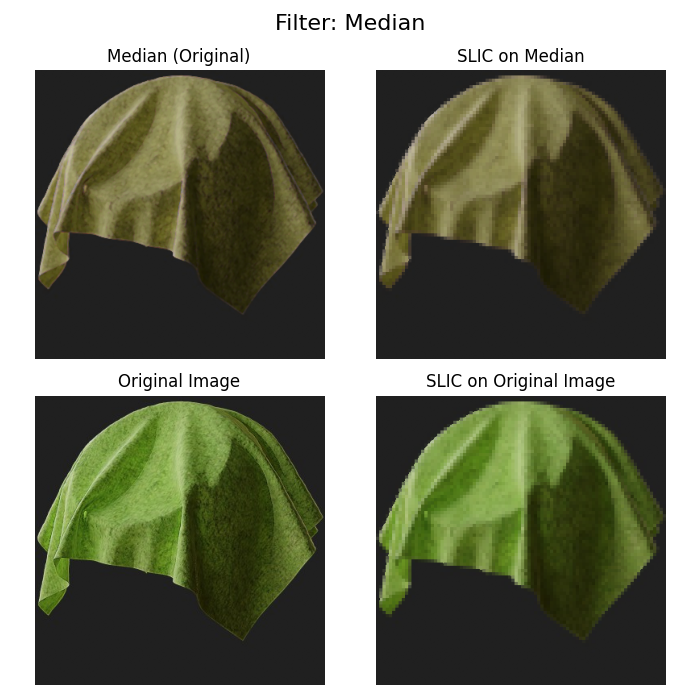 Filter: Median
Median (Original)
SLIC on Median
Original Image
SLIC on Original Image